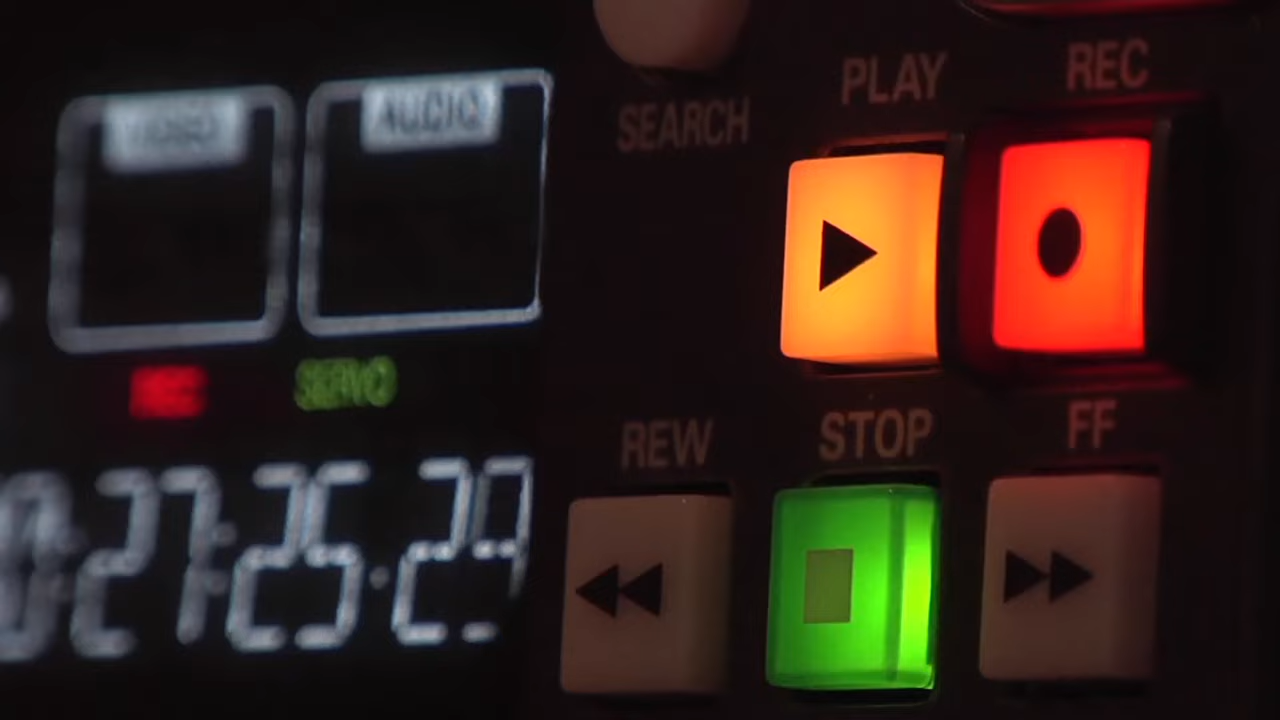 VIDEO AUDIO
SERVO
27:25.29
SEARCH
PLAY REC
REW STOP FF